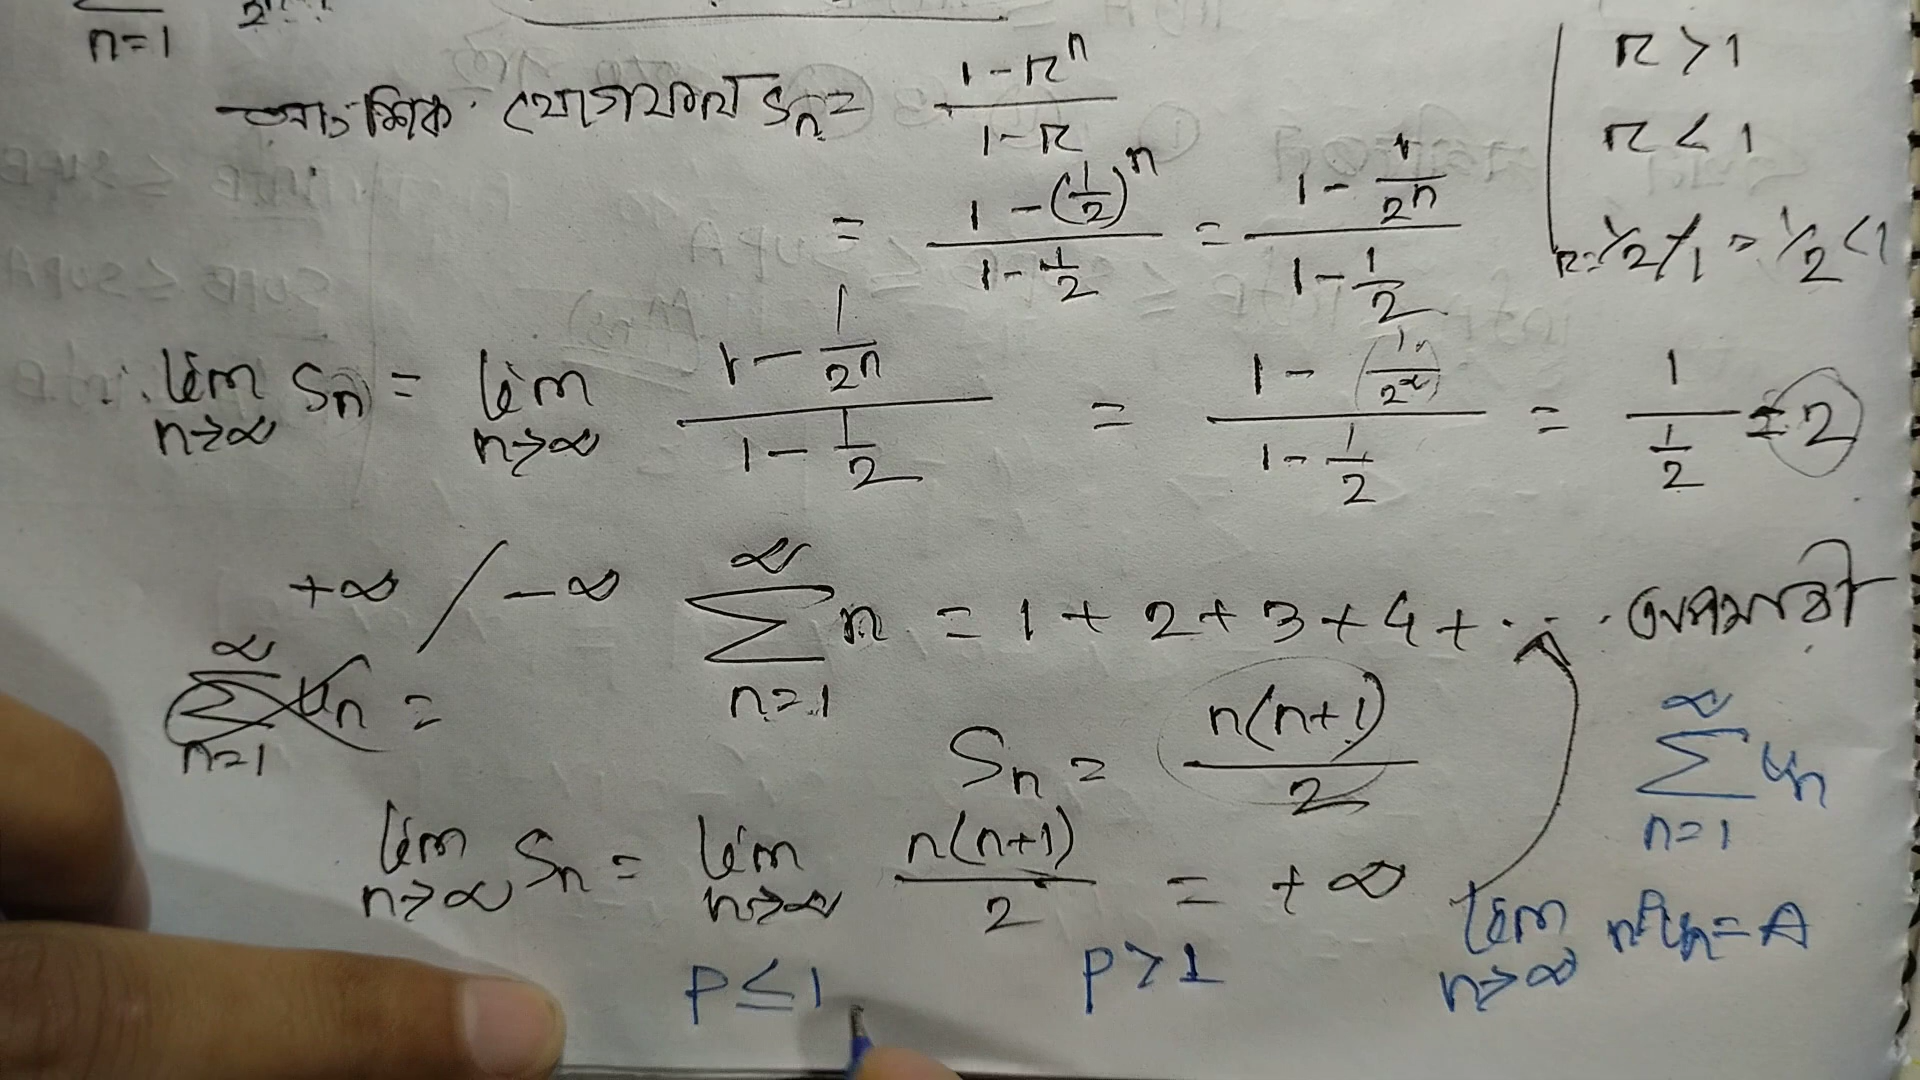 n=1
আংশিক যোগফল Sn = (1-r^n)/(1-r)
r > 1
r < 1
= (1-(1/2)^n)/(1-1/2) = (1-1/2^n)/(1-1/2)
r = 1/2/1 = 1/2 < 1
∴ lim n→∞ Sn = lim n→∞ (1-1/2^n)/(1-1/2) = (1-(1/2^∞))/(1-1/2) = 1/(1/2) = 2
+∞ / -∞
∞ Σ n=1 n = 1 + 2 + 3 + 4 + ... অপসারী
∞ Σ n=1 un =
Sn = n(n+1)/2
∞ Σ n=1 un
lim n→∞ Sn = lim n→∞ n(n+1)/2 = +∞
lim n→∞ n^p un = A
P ≤ 1
P > 1